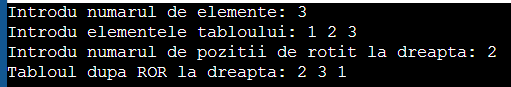 Introdu numarul de elemente: 3
Introdu elementele tabloului: 1 2 3
Introdu numarul de pozitii de rotit la dreapta: 2
Tabloul dupa ROR la dreapta: 2 3 1